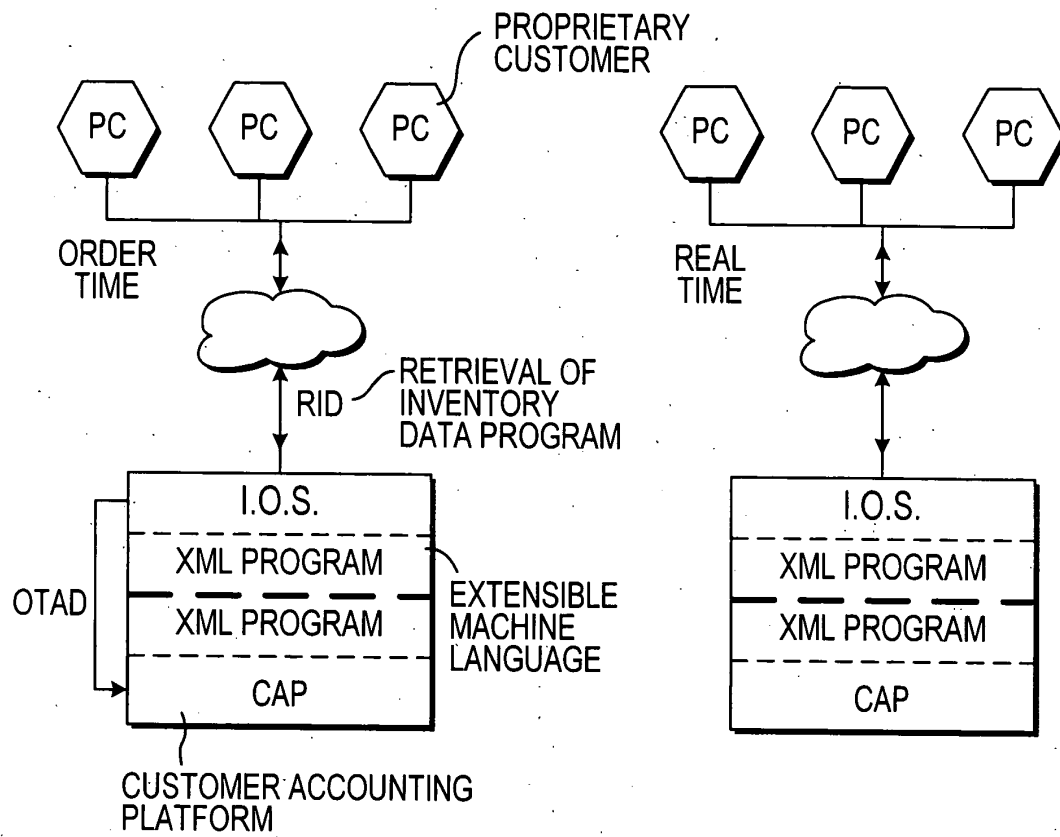 PROPRIETARY
CUSTOMER
PC
PC
PC
PC
PC
PC
ORDER
TIME
REAL
TIME
RID
RETRIEVAL OF
INVENTORY
DATA PROGRAM
I.O.S.
XML PROGRAM
XML PROGRAM
CAP
OTAD
EXTENSIBLE
MACHINE
LANGUAGE
I.O.S.
XML PROGRAM
XML PROGRAM
CAP
CUSTOMER ACCOUNTING
PLATFORM